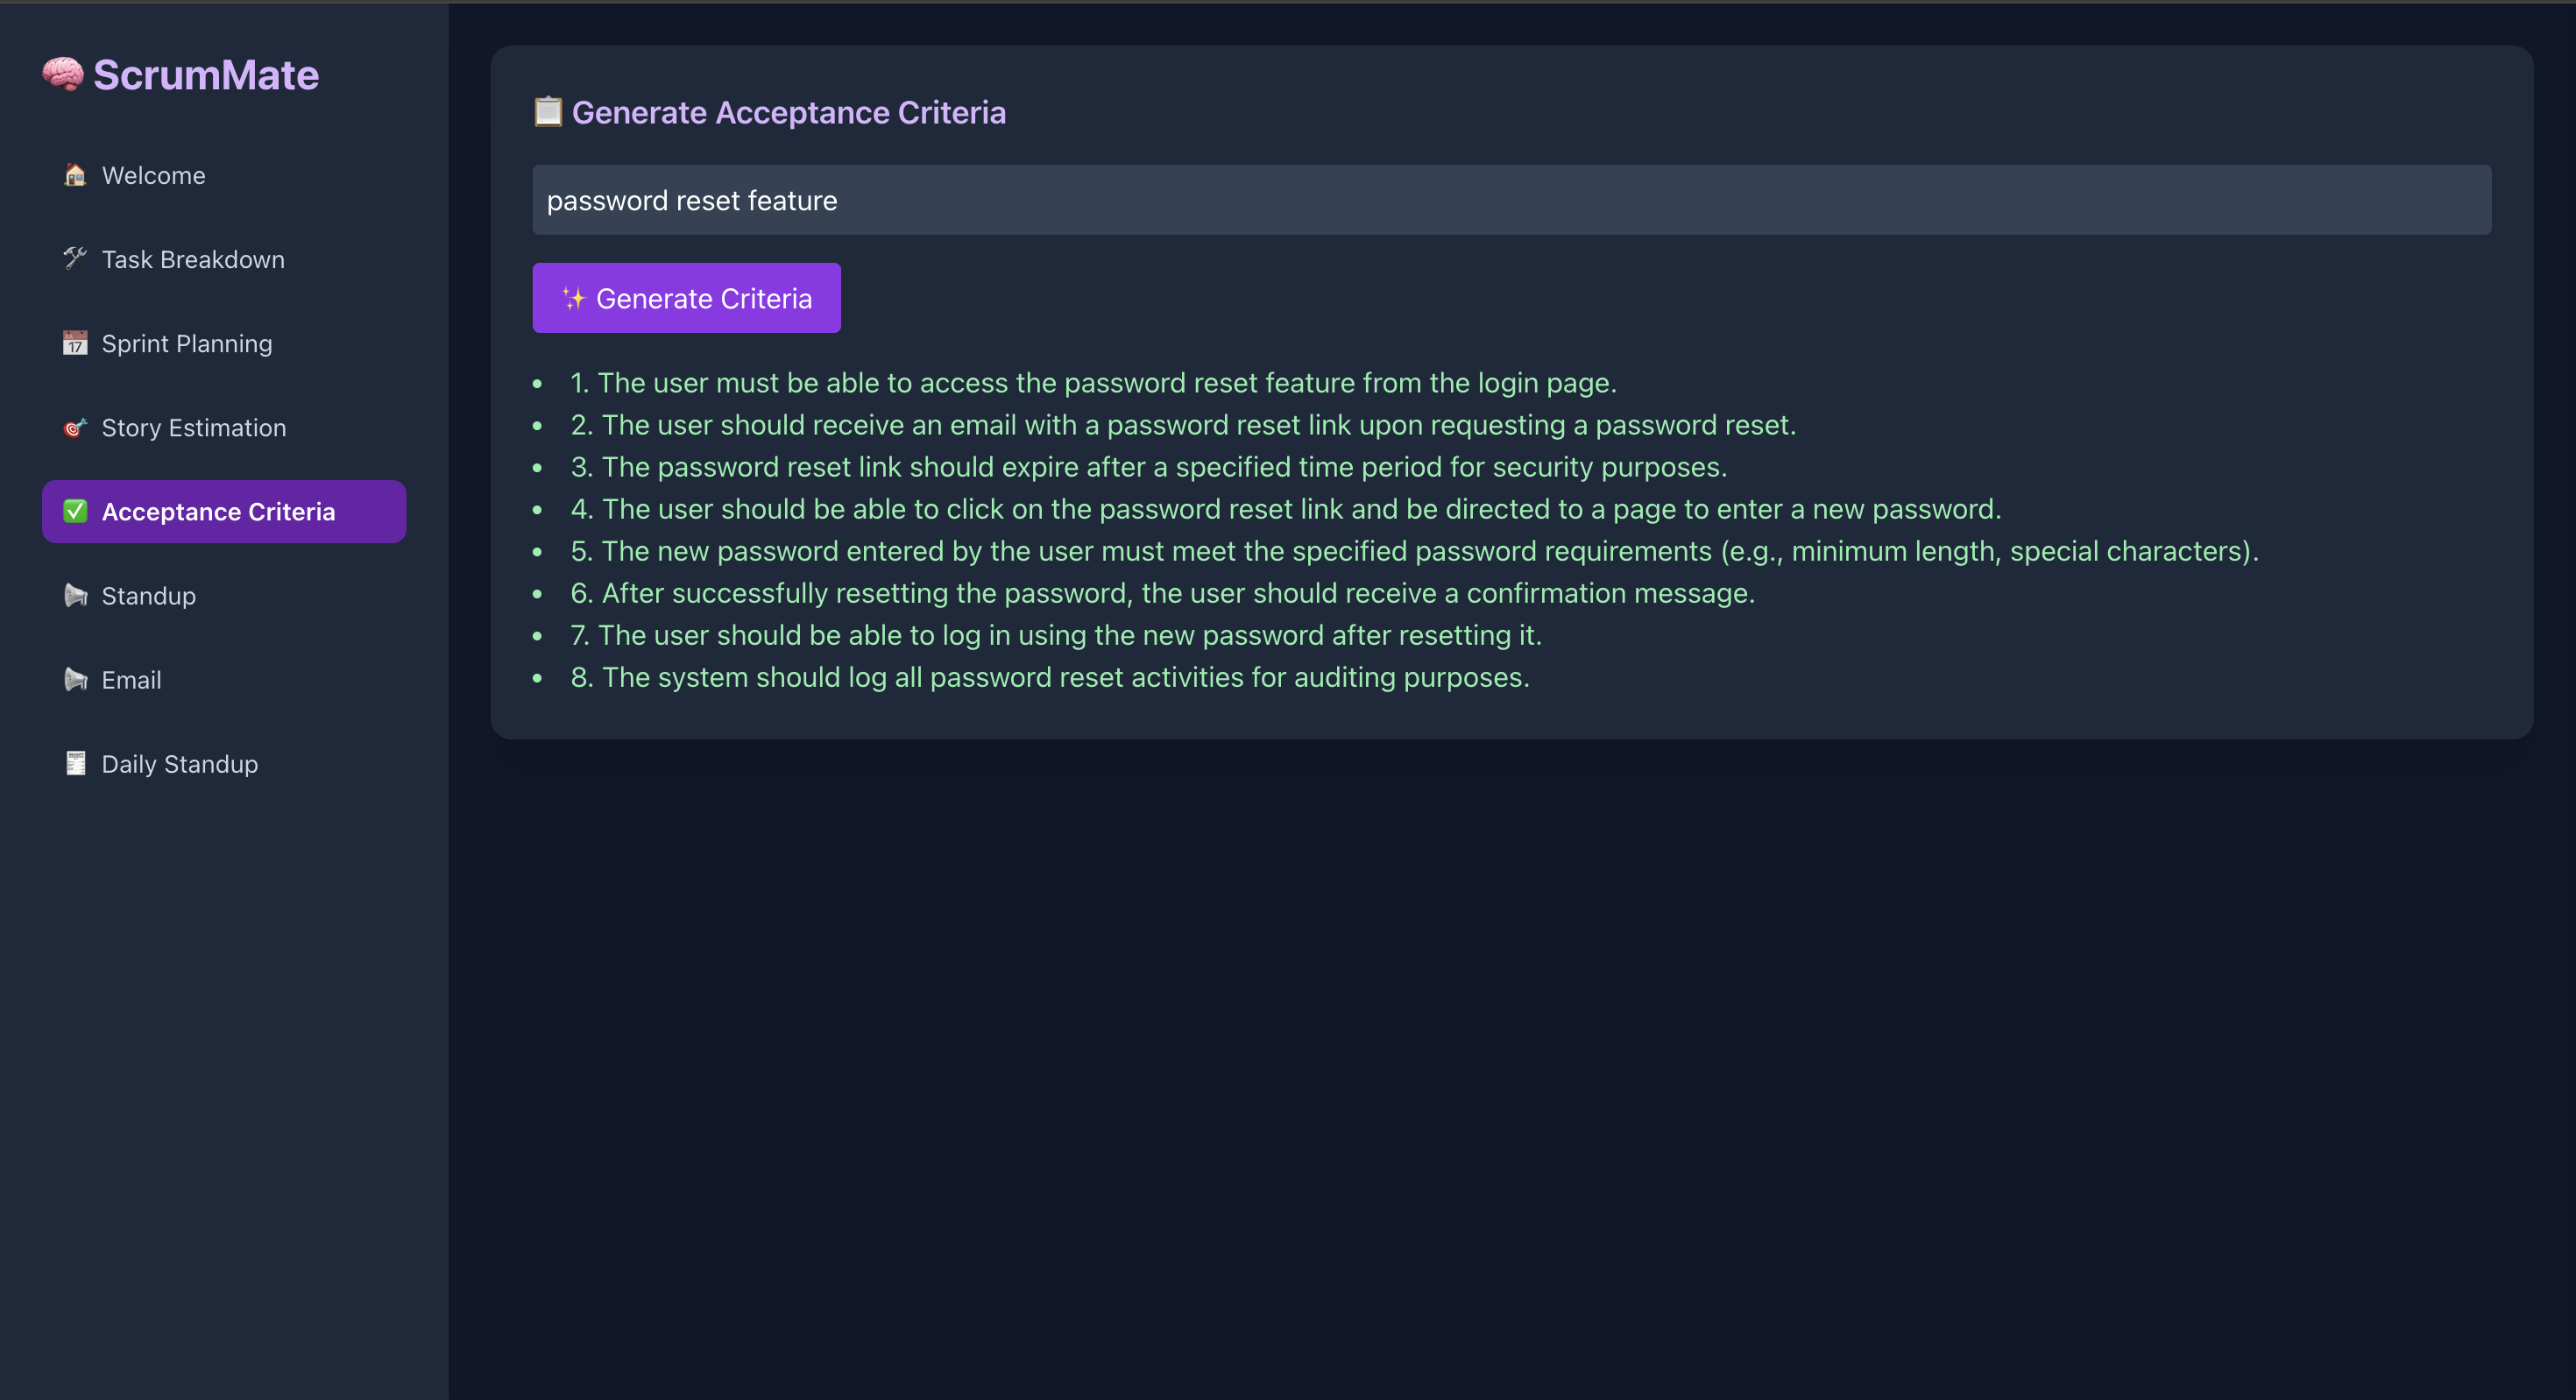 ScrumMate
Welcome
Task Breakdown
17
Sprint Planning
Story Estimation
Acceptance Criteria
Standup
Email
Daily Standup
Generate Acceptance Criteria
password reset feature
Generate Criteria
• 1. The user must be able to access the password reset feature from the login page.
• 2. The user should receive an email with a password reset link upon requesting a password reset.
• 3. The password reset link should expire after a specified time period for security purposes.
• 4. The user should be able to click on the password reset link and be directed to a page to enter a new password.
• 5. The new password entered by the user must meet the specified password requirements (e.g., minimum length, special characters).
• 6. After successfully resetting the password, the user should receive a confirmation message.
• 7. The user should be able to log in using the new password after resetting it.
• 8. The system should log all password reset activities for auditing purposes.